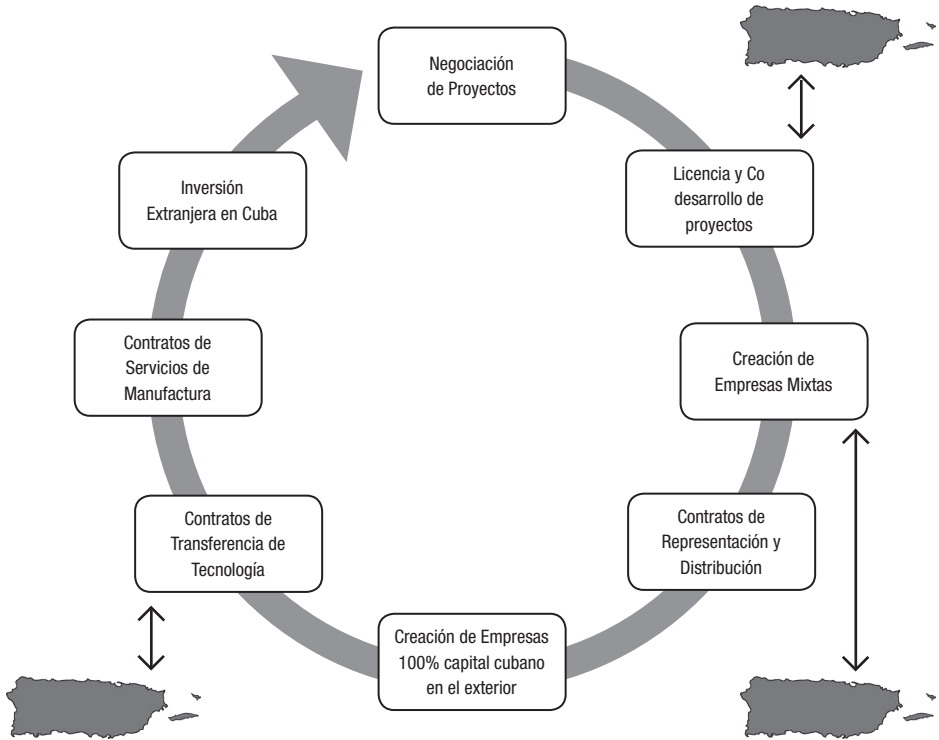 Negociación
de Proyectos
Licencia y Co
desarrollo de
proyectos
Creación de
Empresas Mixtas
Contratos de
Representación y
Distribución
Creación de Empresas
100% capital cubano
en el exterior
Contratos de
Transferencia de
Tecnología
Contratos de
Servicios de
Manufactura
Inversión
Extranjera en Cuba